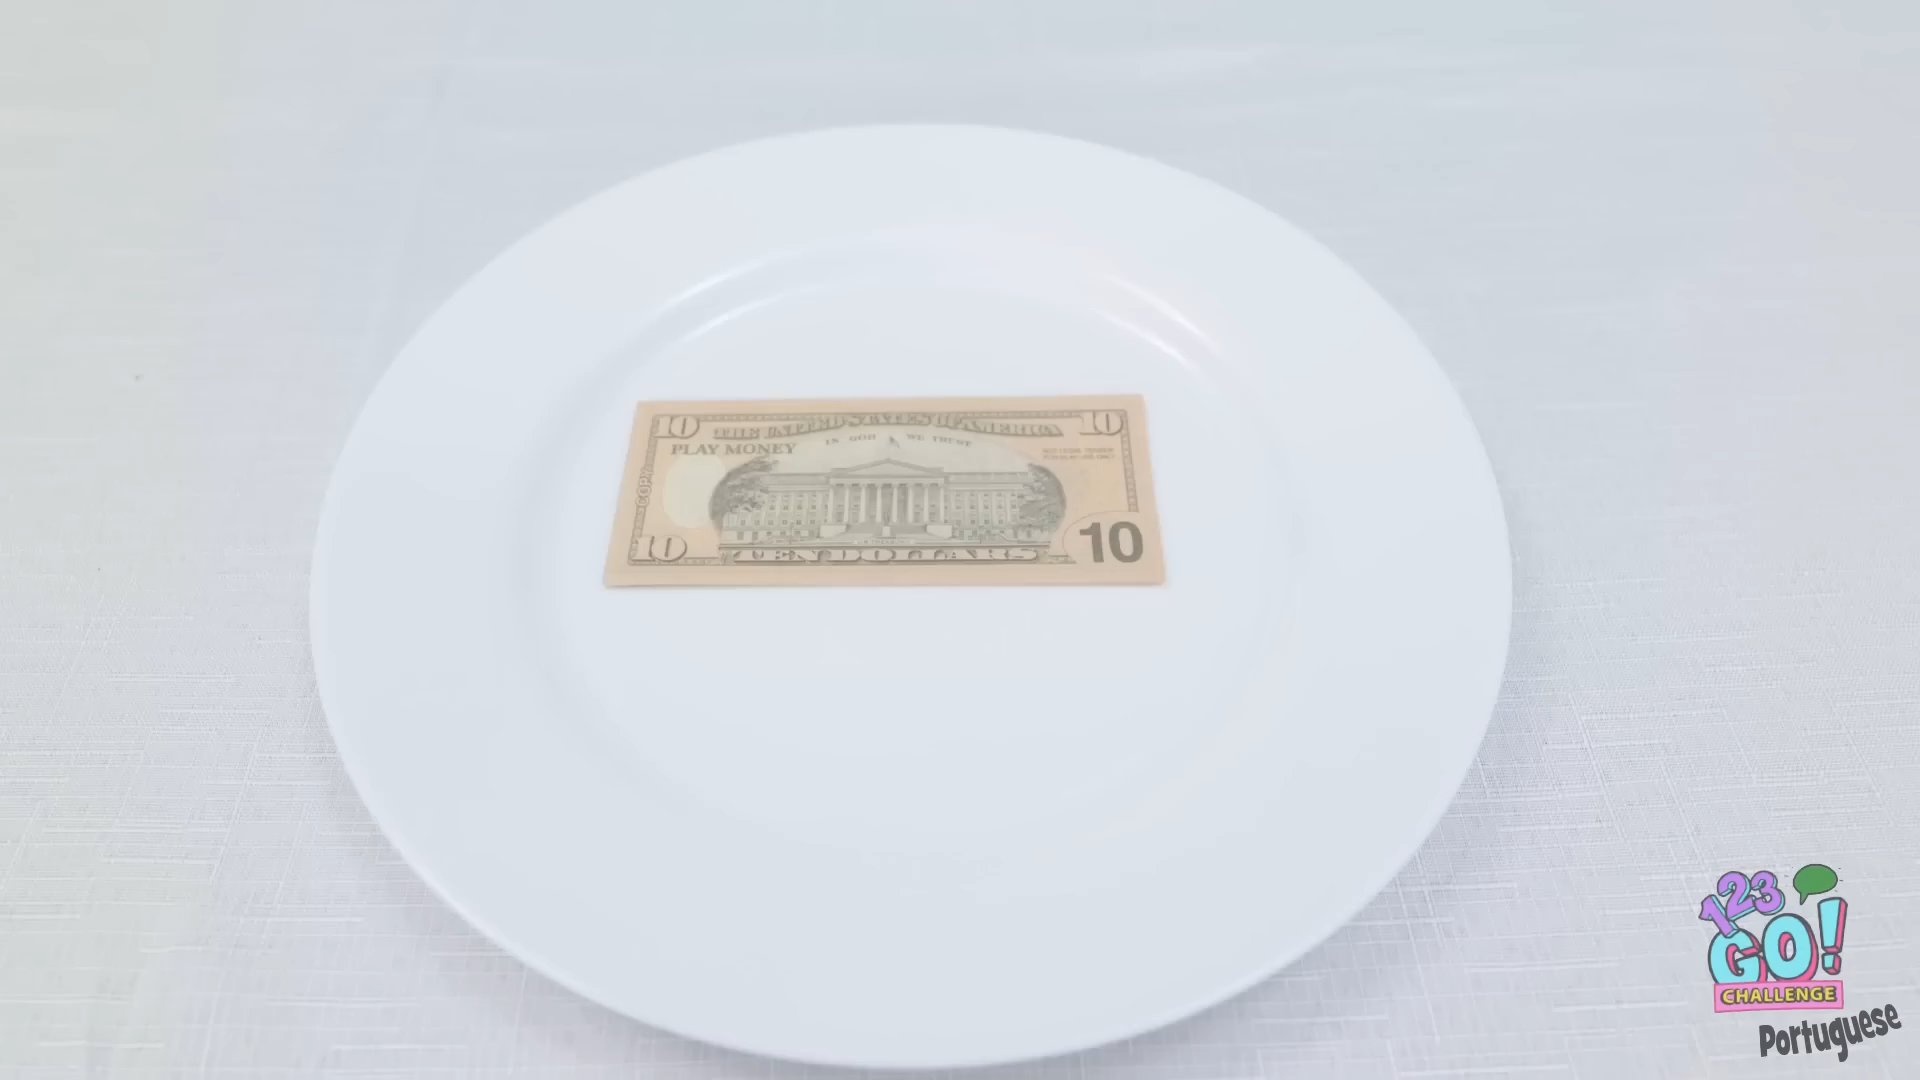 10 THE UNITED STATES OF AMERICA 10
PLAY MONEY
IN GOD WE TRUST
COPY
10 TEN DOLLARS 10
123
GO!
CHALLENGE
Portuguese